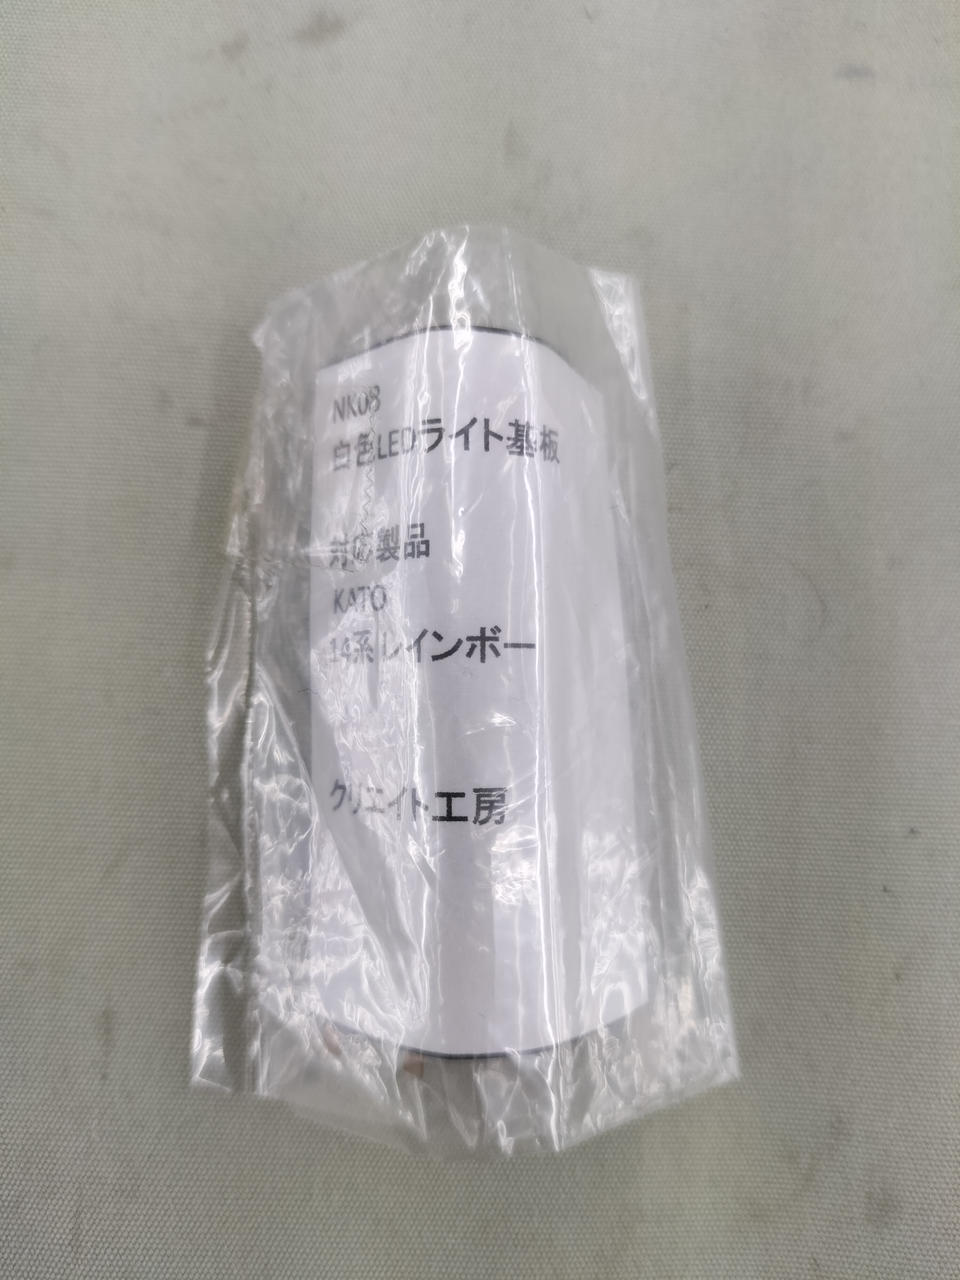 NK08
白色LEDライト基板
対応製品
KATO
14系レインボー
クリエイト工房